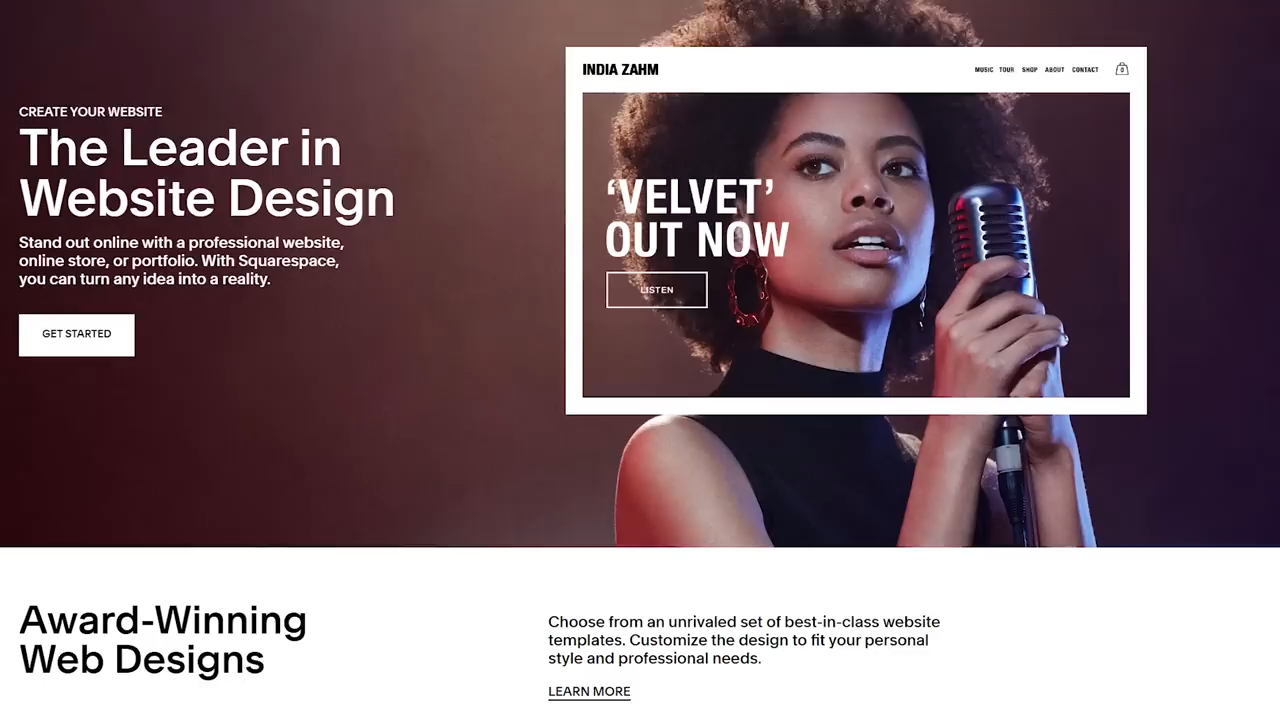 CREATE YOUR WEBSITE
The Leader in
Website Design
Stand out online with a professional website,
online store, or portfolio. With Squarespace,
you can turn any idea into a reality.
GET STARTED
INDIA ZAHM
MUSIC TOUR SHOP ABOUT CONTACT 0
‘VELVET’
OUT NOW
LISTEN
Award-Winning
Web Designs
Choose from an unrivaled set of best-in-class website
templates. Customize the design to fit your personal
style and professional needs.
LEARN MORE